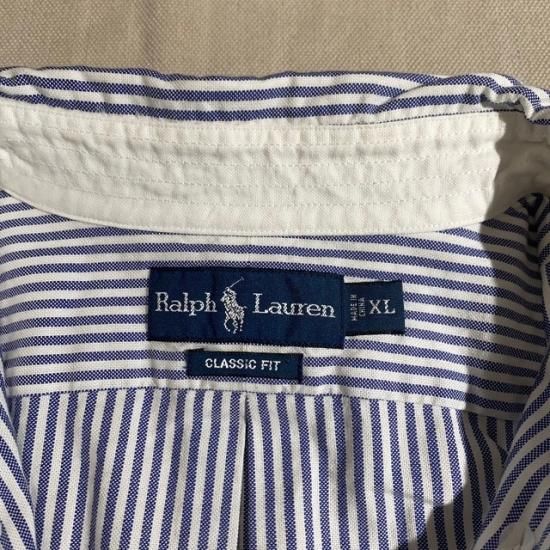 Ralph Lauren
MADE IN
CHINA
XL
CLASSIC FIT